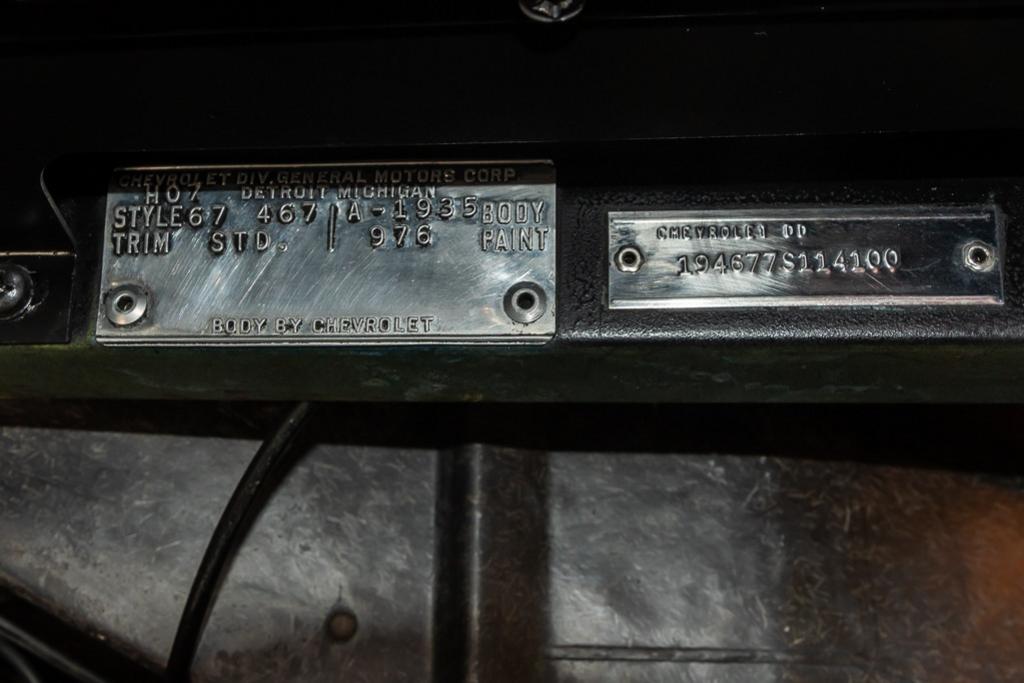 CHEVROLET DIV. GENERAL MOTORS CORP.
H07 DETROIT MICHIGAN
STYLE 67 467 A-1935 BODY
TRIM STD. 976 PAINT
BODY BY CHEVROLET
CHEVROLET
194677S114100